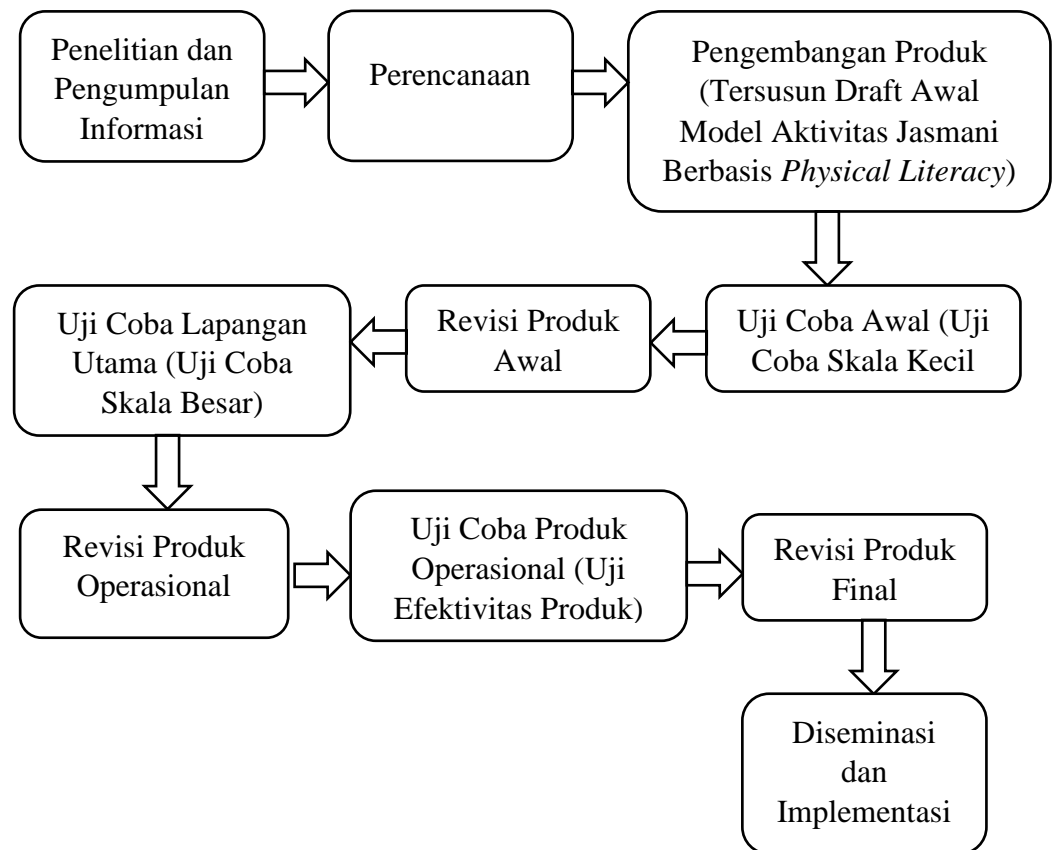 Penelitian dan
Pengumpulan
Informasi
Perencanaan
Pengembangan Produk
(Tersusun Draft Awal
Model Aktivitas Jasmani
Berbasis Physical Literacy)
Uji Coba Awal (Uji
Coba Skala Kecil
Revisi Produk
Awal
Uji Coba Lapangan
Utama (Uji Coba
Skala Besar)
Revisi Produk
Operasional
Uji Coba Produk
Operasional (Uji
Efektivitas Produk)
Revisi Produk
Final
Diseminasi
dan
Implementasi